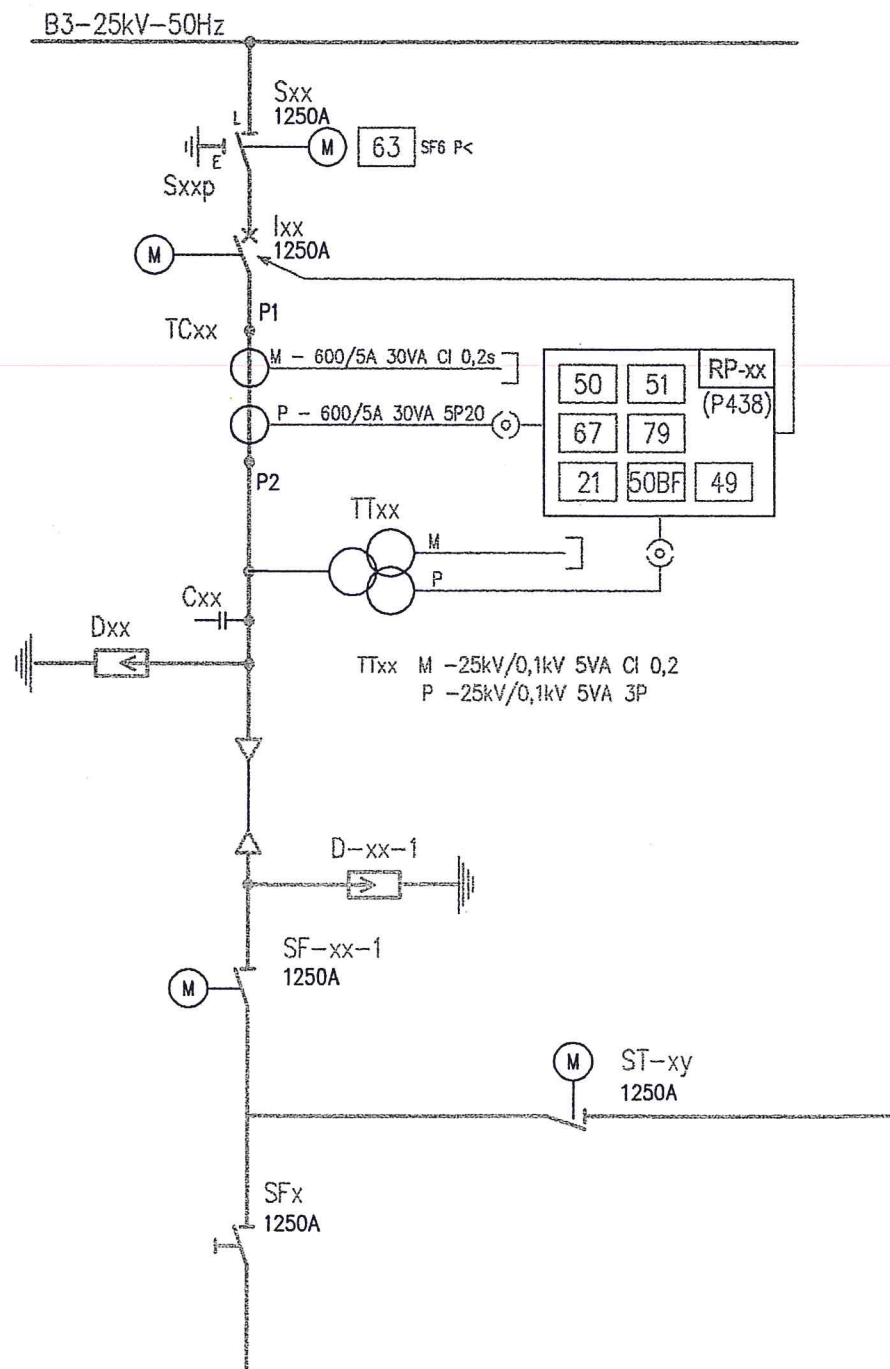 B3-25kV-50Hz
Sxx
1250A
L
E
M
63
SF6 P<
Sxxp
Ixx
1250A
M
P1
TCxx
M - 600/5A 30VA Cl 0,2s
P - 600/5A 30VA 5P20
P2
RP-xx
(P438)
50
51
67
79
21
50BF
49
TTxx
M
P
Cxx
Dxx
TTxx M -25kV/0,1kV 5VA Cl 0,2
P -25kV/0,1kV 5VA 3P
D-xx-1
SF-xx-1
1250A
M
M
ST-xy
1250A
SFx
1250A